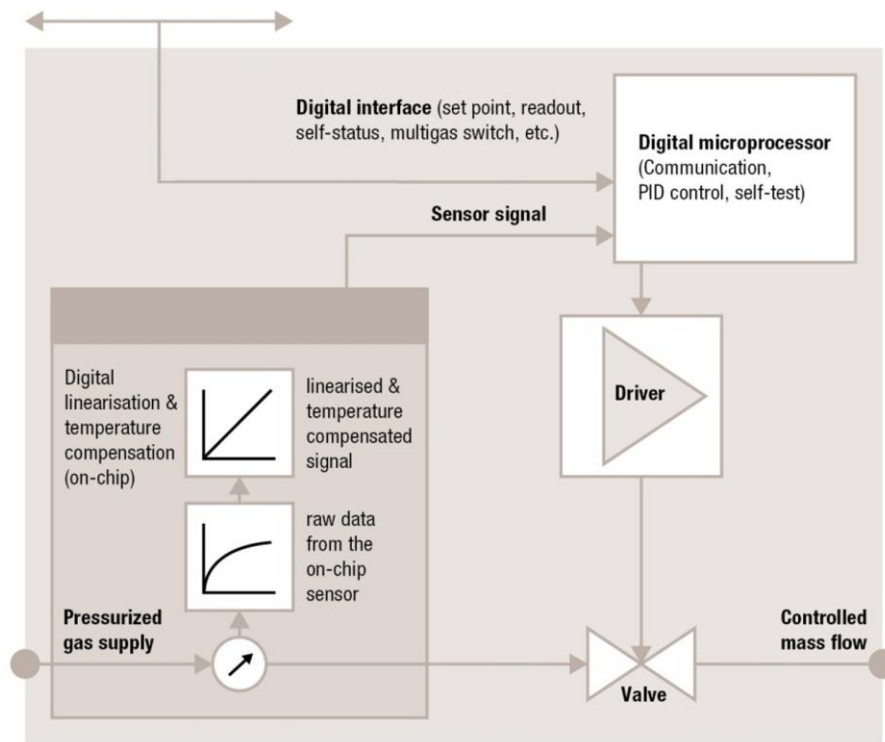 Digital interface (set point, readout,
self-status, multigas switch, etc.)
Digital microprocessor
(Communication,
PID control, self-test)
Sensor signal
Digital
linearisation &
temperature
compensation
(on-chip)
linearised &
temperature
compensated
signal
Driver
raw data
from the
on-chip
sensor
Pressurized
gas supply
Controlled
mass flow
Valve